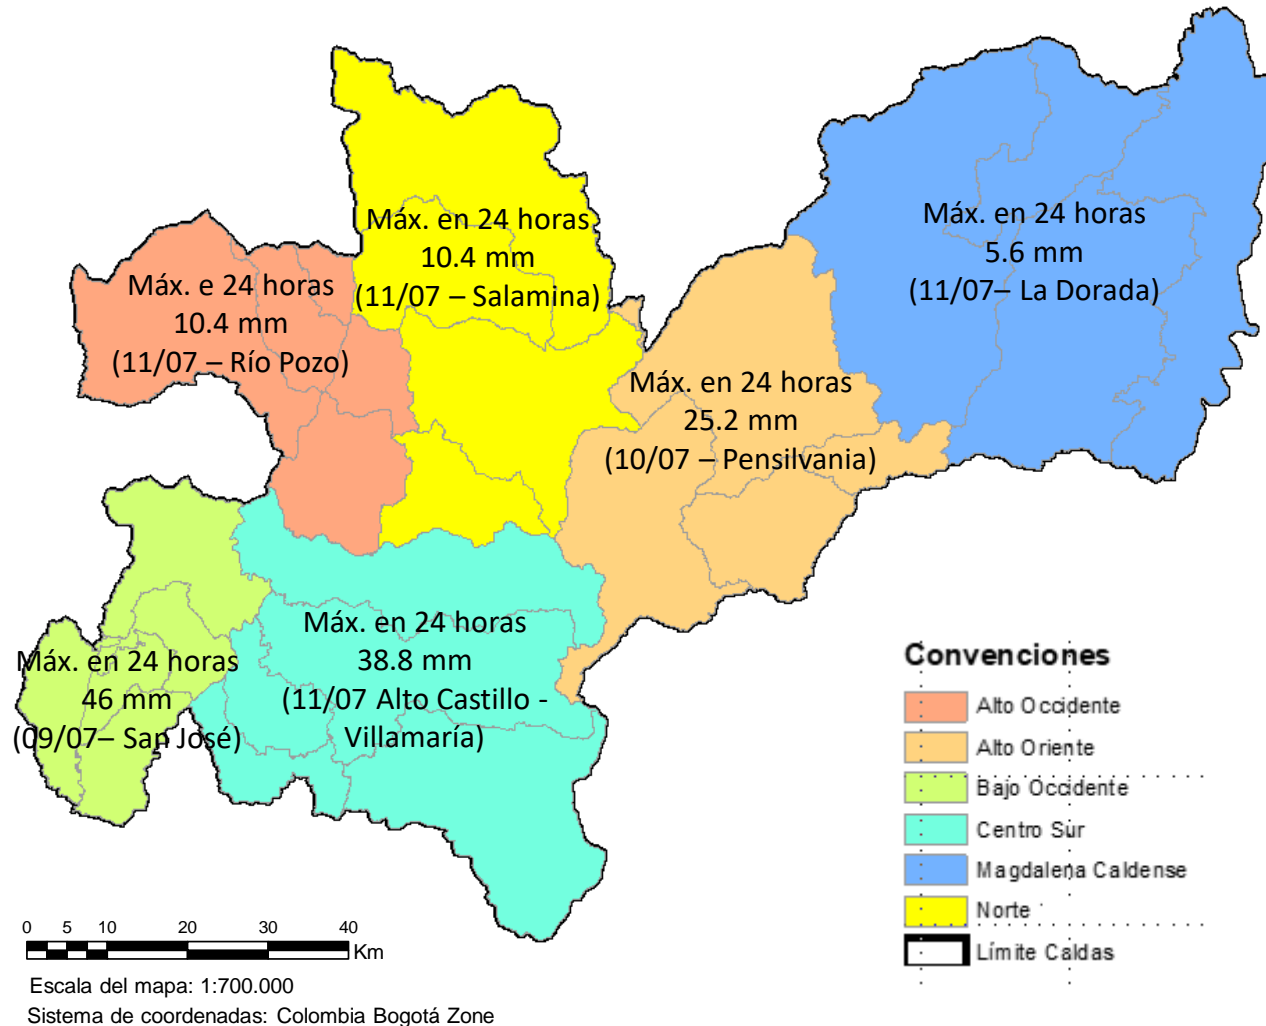 Máx. en 24 horas
10.4 mm
(11/07 – Salamina)
Máx. en 24 horas
5.6 mm
(11/07– La Dorada)
Máx. e 24 horas
10.4 mm
(11/07 – Río Pozo)
Máx. en 24 horas
25.2 mm
(10/07 – Pensilvania)
Máx. en 24 horas
38.8 mm
(11/07 Alto Castillo -
Villamaría)
Máx. en 24 horas
46 mm
(09/07– San José)
Convenciones
Alto Occidente
Alto Oriente
Bajo Occidente
Centro Sur
Magdalena Caldense
Norte
Límite Caldas
0 5 10 20 30 40
Km
Escala del mapa: 1:700.000
Sistema de coordenadas: Colombia Bogotá Zone